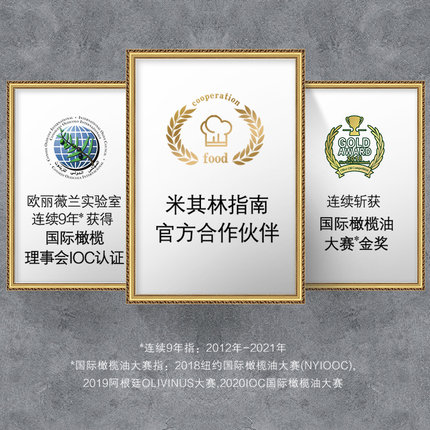 欧丽薇兰实验室
连续9年*获得
国际橄榄
理事会IOC认证
cooperation
food
米其林指南
官方合作伙伴
GOLD
AWARD
连续斩获
国际橄榄油
大赛*金奖
*连续9年指：2012年-2021年
*国际橄榄油大赛指：2018纽约国际橄榄油大赛(NYIOOC),
2019阿根廷OLIVINUS大赛,2020IOC国际橄榄油大赛